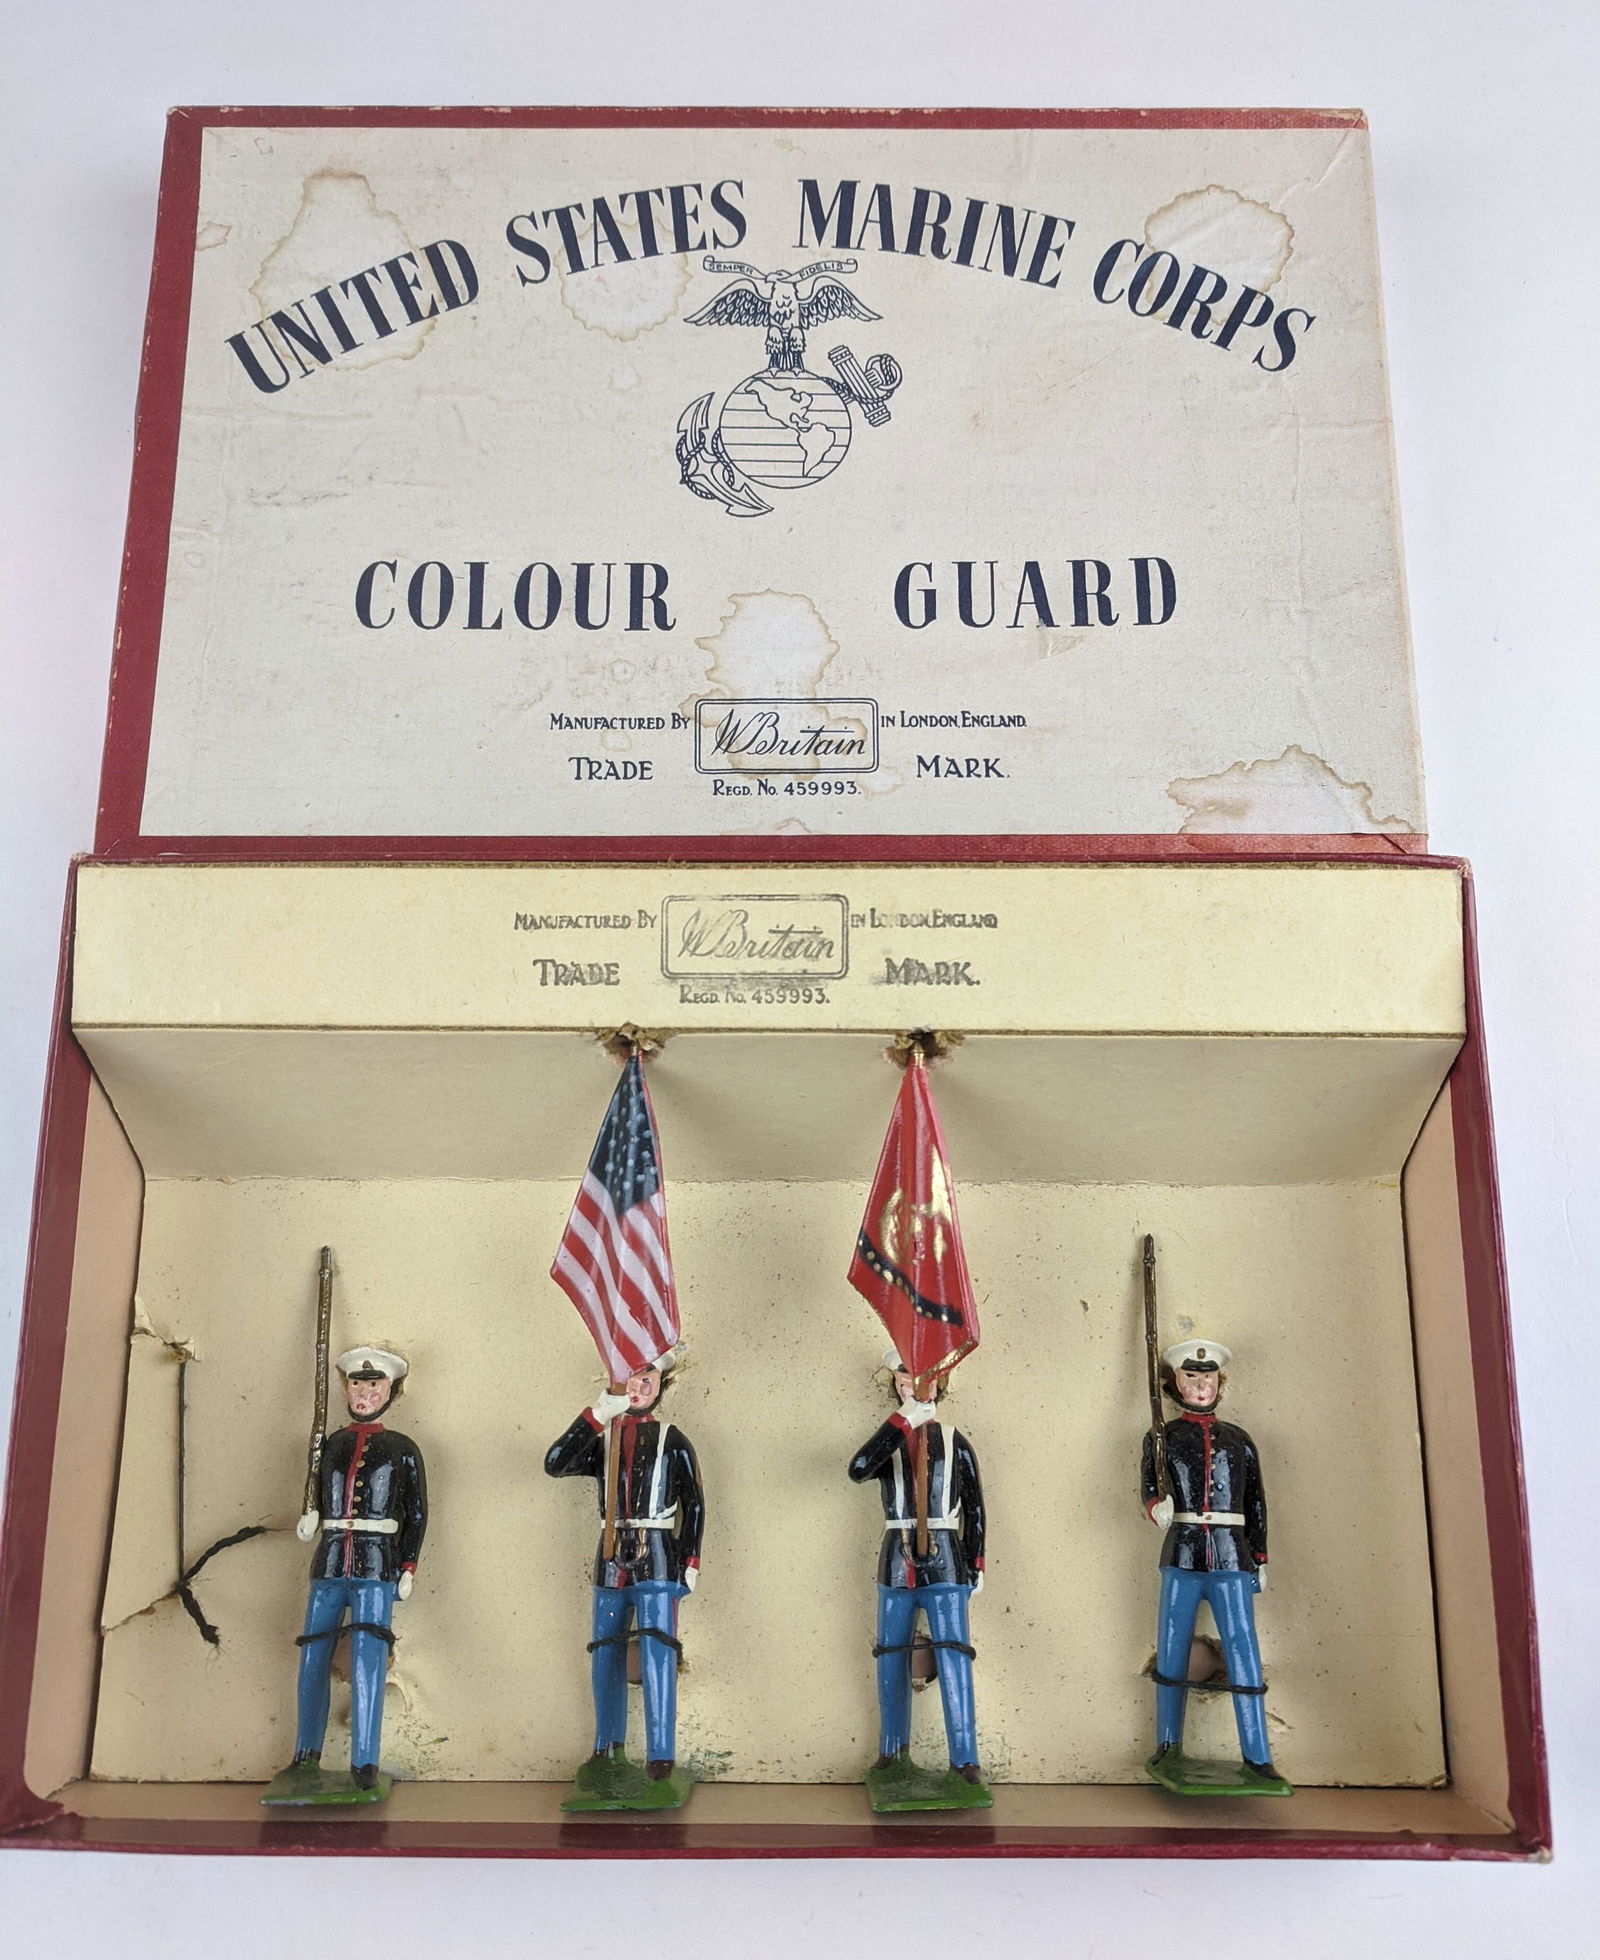 UNITED STATES MARINE CORPS
SEMPER FIDELIS
COLOUR GUARD
MANUFACTURED BY W Britain IN LONDON, ENGLAND.
TRADE MARK.
REGD. No. 459993.
MANUFACTURED BY W Britain IN LONDON, ENGLAND
TRADE MARK.
REGD. No. 459993.